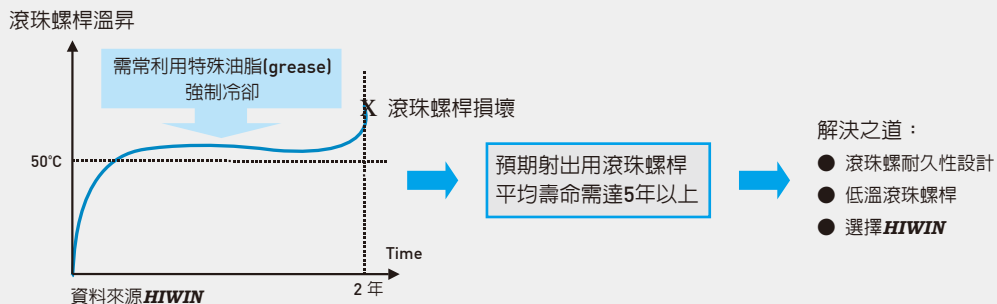 滾珠螺桿溫昇
需常利用特殊油脂(grease)
強制冷卻
X 滾珠螺桿損壞
50℃
Time
2 年
資料來源HIWIN
預期射出用滾珠螺桿
平均壽命需達5年以上
解決之道：
● 滾珠螺耐久性設計
● 低溫滾珠螺桿
● 選擇HIWIN